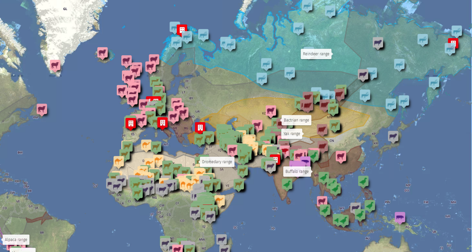 Reindeer range
Bactrian range
Yak range
Dromedary range
Buffalo range
Alpaca range